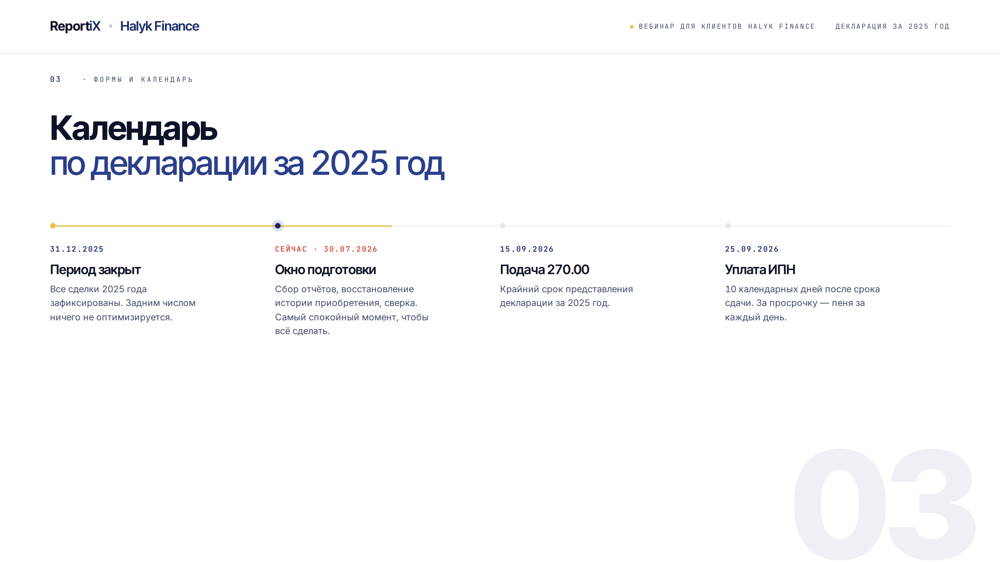 ReportiX × Halyk Finance
ВЕБИНАР ДЛЯ КЛИЕНТОВ HALYK FINANCE ДЕКЛАРАЦИЯ ЗА 2025 ГОД
03 · ФОРМЫ И КАЛЕНДАРЬ
Календарь
по декларации за 2025 год
31.12.2025
Период закрыт
Все сделки 2025 года
зафиксированы. Задним числом
ничего не оптимизируется.
СЕЙЧАС · 30.07.2026
Окно подготовки
Сбор отчётов, восстановление
истории приобретения, сверка.
Самый спокойный момент, чтобы
всё сделать.
15.09.2026
Подача 270.00
Крайний срок представления
декларации за 2025 год.
25.09.2026
Уплата ИПН
10 календарных дней после срока
сдачи. За просрочку — пеня за
каждый день.
03